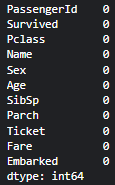 PassengerId 0
Survived 0
Pclass 0
Name 0
Sex 0
Age 0
SibSp 0
Parch 0
Ticket 0
Fare 0
Embarked 0
dtype: int64